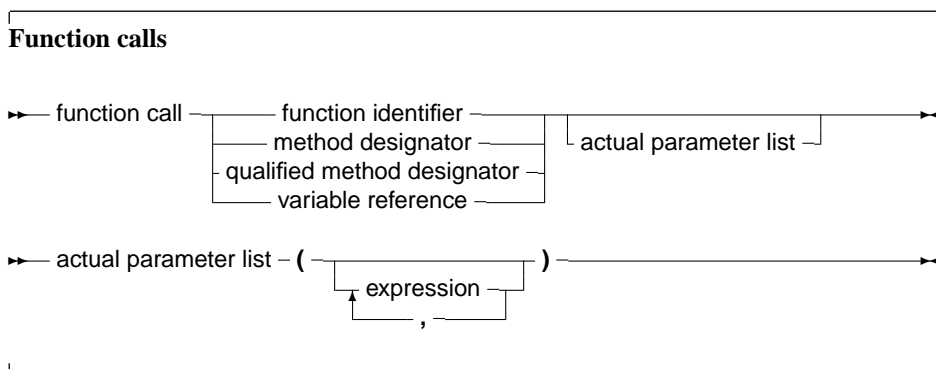 Function calls
function call function identifier
method designator actual parameter list
qualified method designator
variable reference
actual parameter list ( )
expression
,